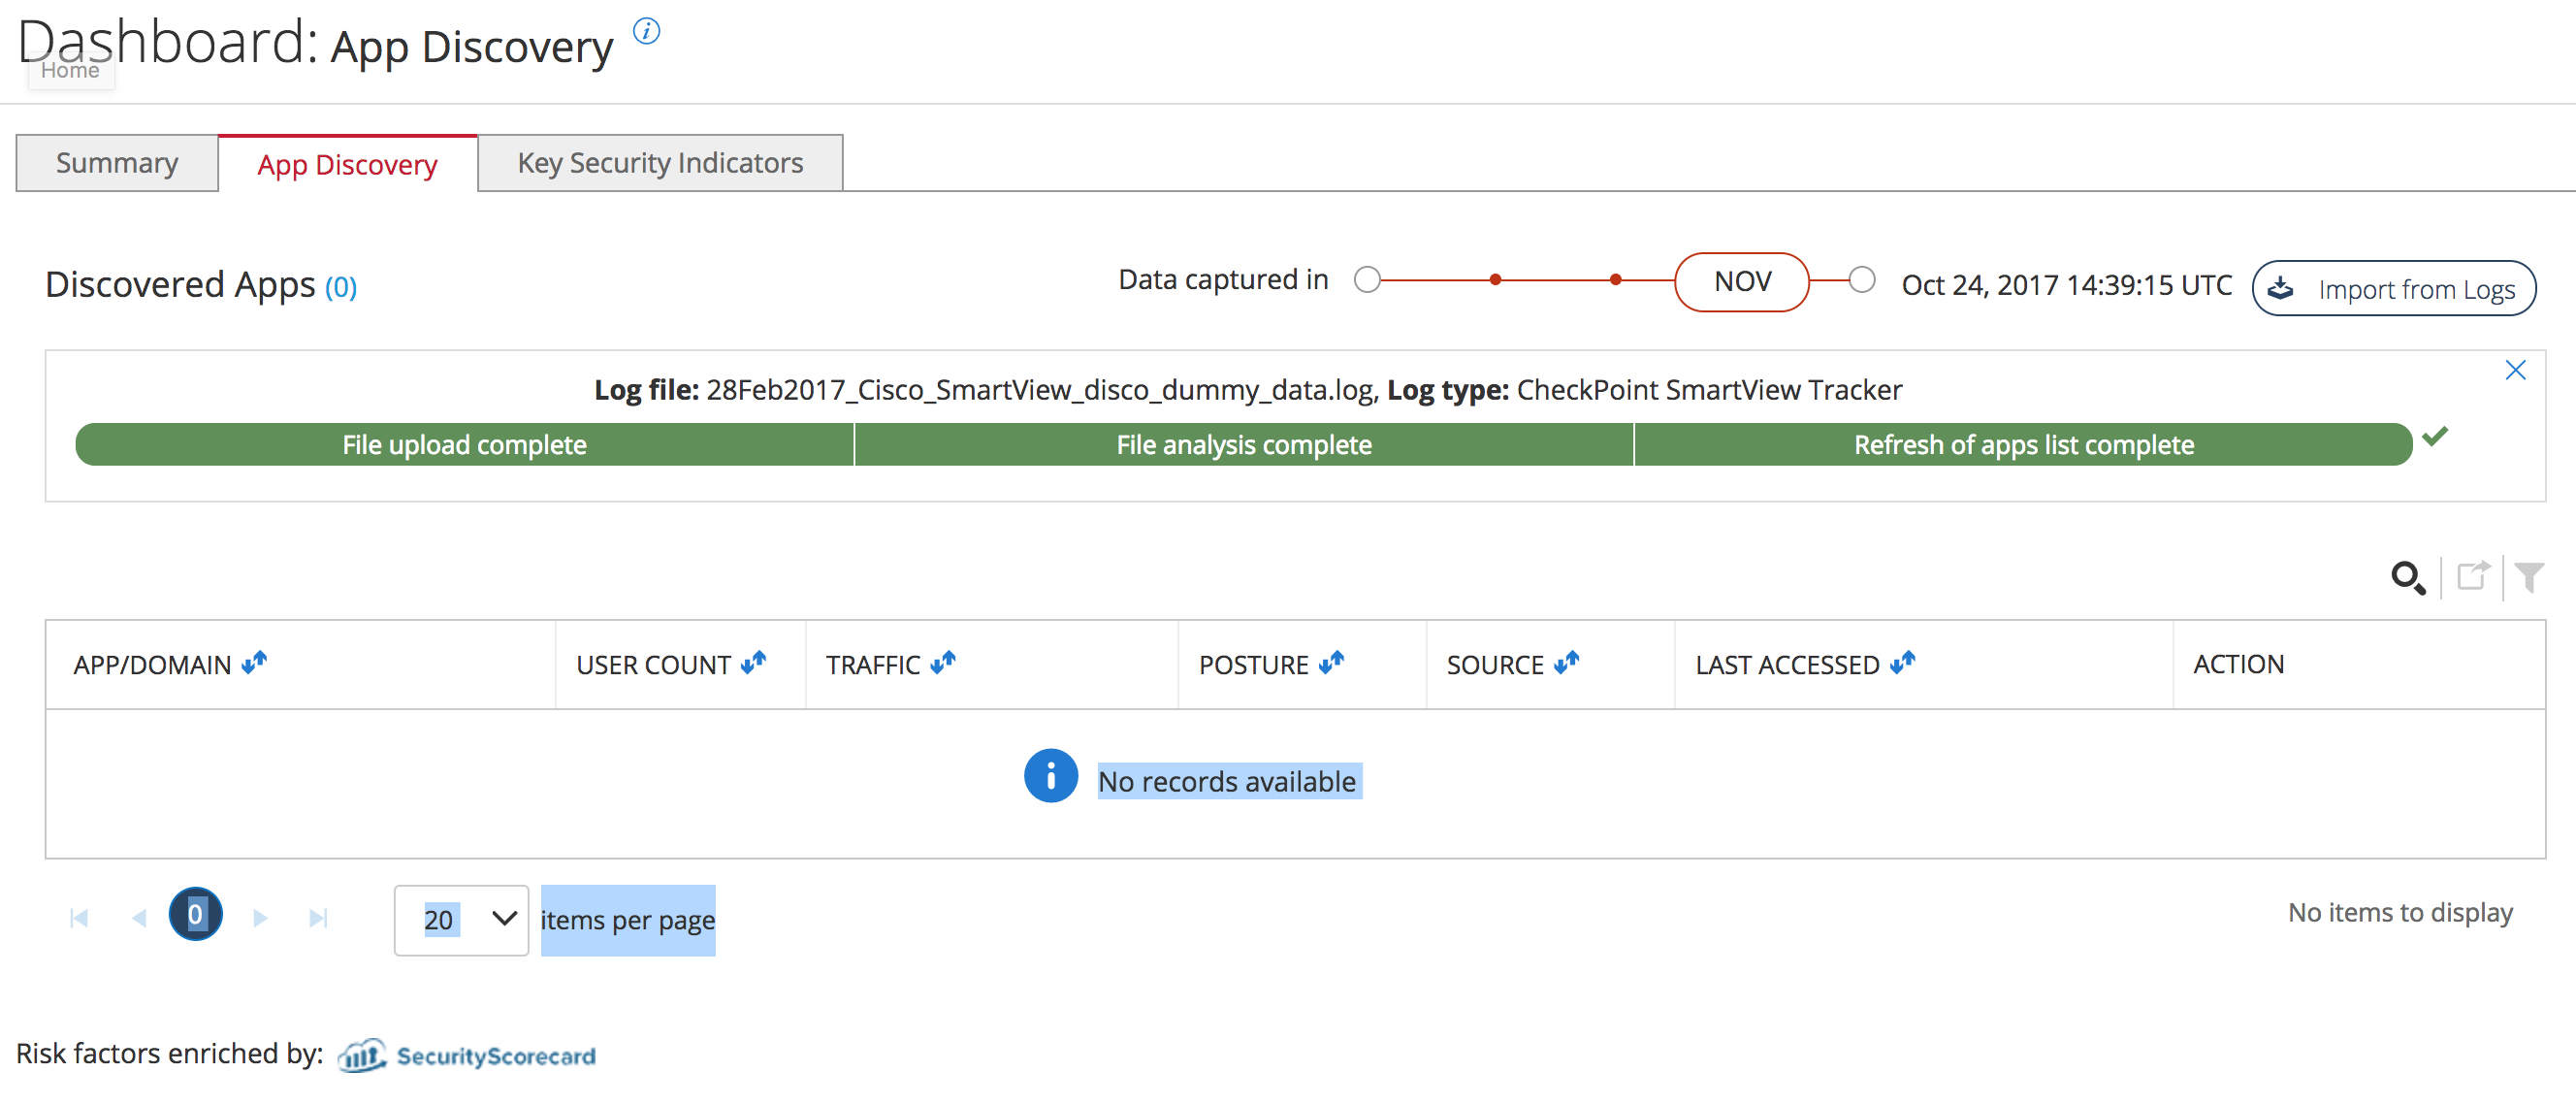 Dashboard: App Discovery i
Home
Summary App Discovery Key Security Indicators
Discovered Apps (0) Data captured in NOV Oct 24, 2017 14:39:15 UTC Import from Logs
Log file: 28Feb2017_Cisco_SmartView_disco_dummy_data.log, Log type: CheckPoint SmartView Tracker
File upload complete File analysis complete Refresh of apps list complete
APP/DOMAIN USER COUNT TRAFFIC POSTURE SOURCE LAST ACCESSED ACTION
i No records available
0 20 items per page No items to display
Risk factors enriched by: SecurityScorecard